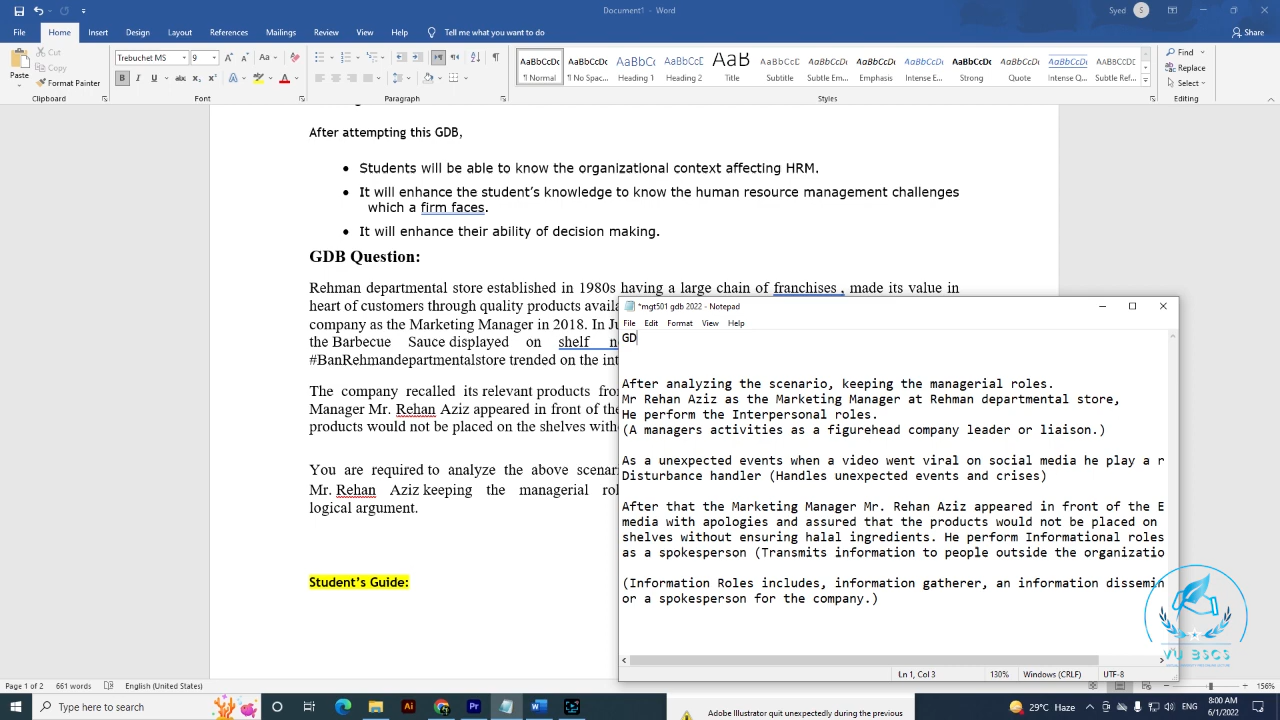 Document1 - Word
Syed
S
File Home Insert Design Layout References Mailings Review View Help Tell me what you want to do
Share
Paste
Cut
Copy
Format Painter
Trebuchet MS 9
AaBbCcDc AaBbCcDc AaBbCc AaBbCcC AaB AaBbCcC AaBbCcDc AaBbCcDc AaBbCcDc AaBbCcDc AaBbCcDc AaBbCcDc AaBbCcDc
¶ Normal ¶ No Spac... Heading 1 Heading 2 Title Subtitle Subtle Em... Emphasis Intense E... Strong Quote Intense Q... Subtle Ref...
Find
Replace
Select
Clipboard Font Paragraph Styles Editing
After attempting this GDB,
• Students will be able to know the organizational context affecting HRM.
• It will enhance the student's knowledge to know the human resource management challenges
which a firm faces.
• It will enhance their ability of decision making.
GDB Question:
Rehman departmental store established in 1980s having a large chain of franchises , made its value in
heart of customers through quality products availa
company as the Marketing Manager in 2018. In Ju
the Barbecue Sauce displayed on shelf n
#BanRehmandepartmentalstore trended on the int
The company recalled its relevant products fro
Manager Mr. Rehan Aziz appeared in front of the
products would not be placed on the shelves with
You are required to analyze the above scenari
Mr. Rehan Aziz keeping the managerial rol
logical argument.
Student's Guide:
*mgt501 gdb 2022 - Notepad
File Edit Format View Help
GD
After analyzing the scenario, keeping the managerial roles.
Mr Rehan Aziz as the Marketing Manager at Rehman departmental store,
He perform the Interpersonal roles.
(A managers activities as a figurehead company leader or liaison.)
As a unexpected events when a video went viral on social media he play a r
Disturbance handler (Handles unexpected events and crises)
After that the Marketing Manager Mr. Rehan Aziz appeared in front of the E
media with apologies and assured that the products would not be placed on
shelves without ensuring halal ingredients. He perform Informational roles
as a spokesperson (Transmits information to people outside the organizatio
(Information Roles includes, information gatherer, an information dissemin
or a spokesperson for the company.)
Ln 1, Col 3 130% Windows (CRLF) UTF-8
VU BSCS
Page 1 of 2 661 words English (United States)
156%
Type here to search
Adobe Illustrator quit unexpectedly during the previous
29°C Haze
8:00 AM
6/1/2022